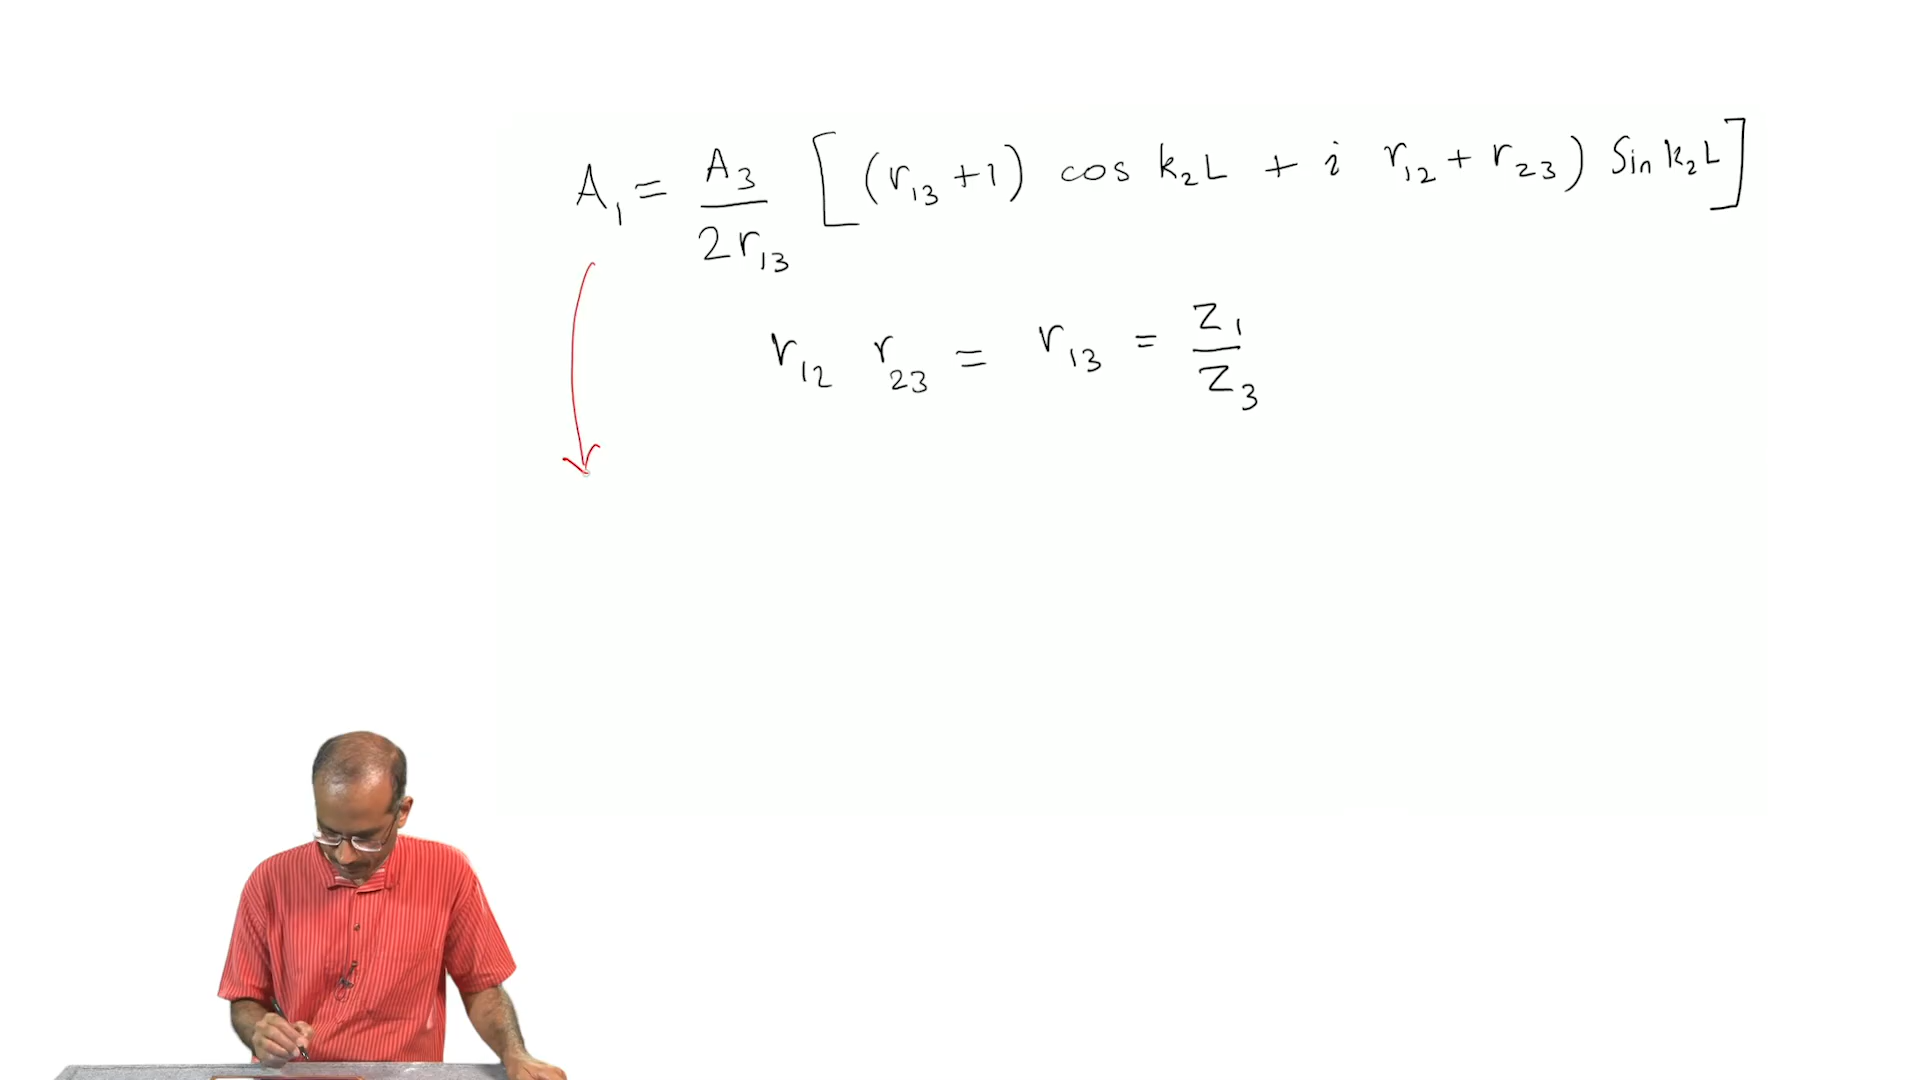 A₁ = A₃ / 2r₁₃ [(r₁₃ + 1) cos k₂L + i r₁₂ + r₂₃) Sin k₂L]
r₁₂ r₂₃ = r₁₃ = Z₁ / Z₃